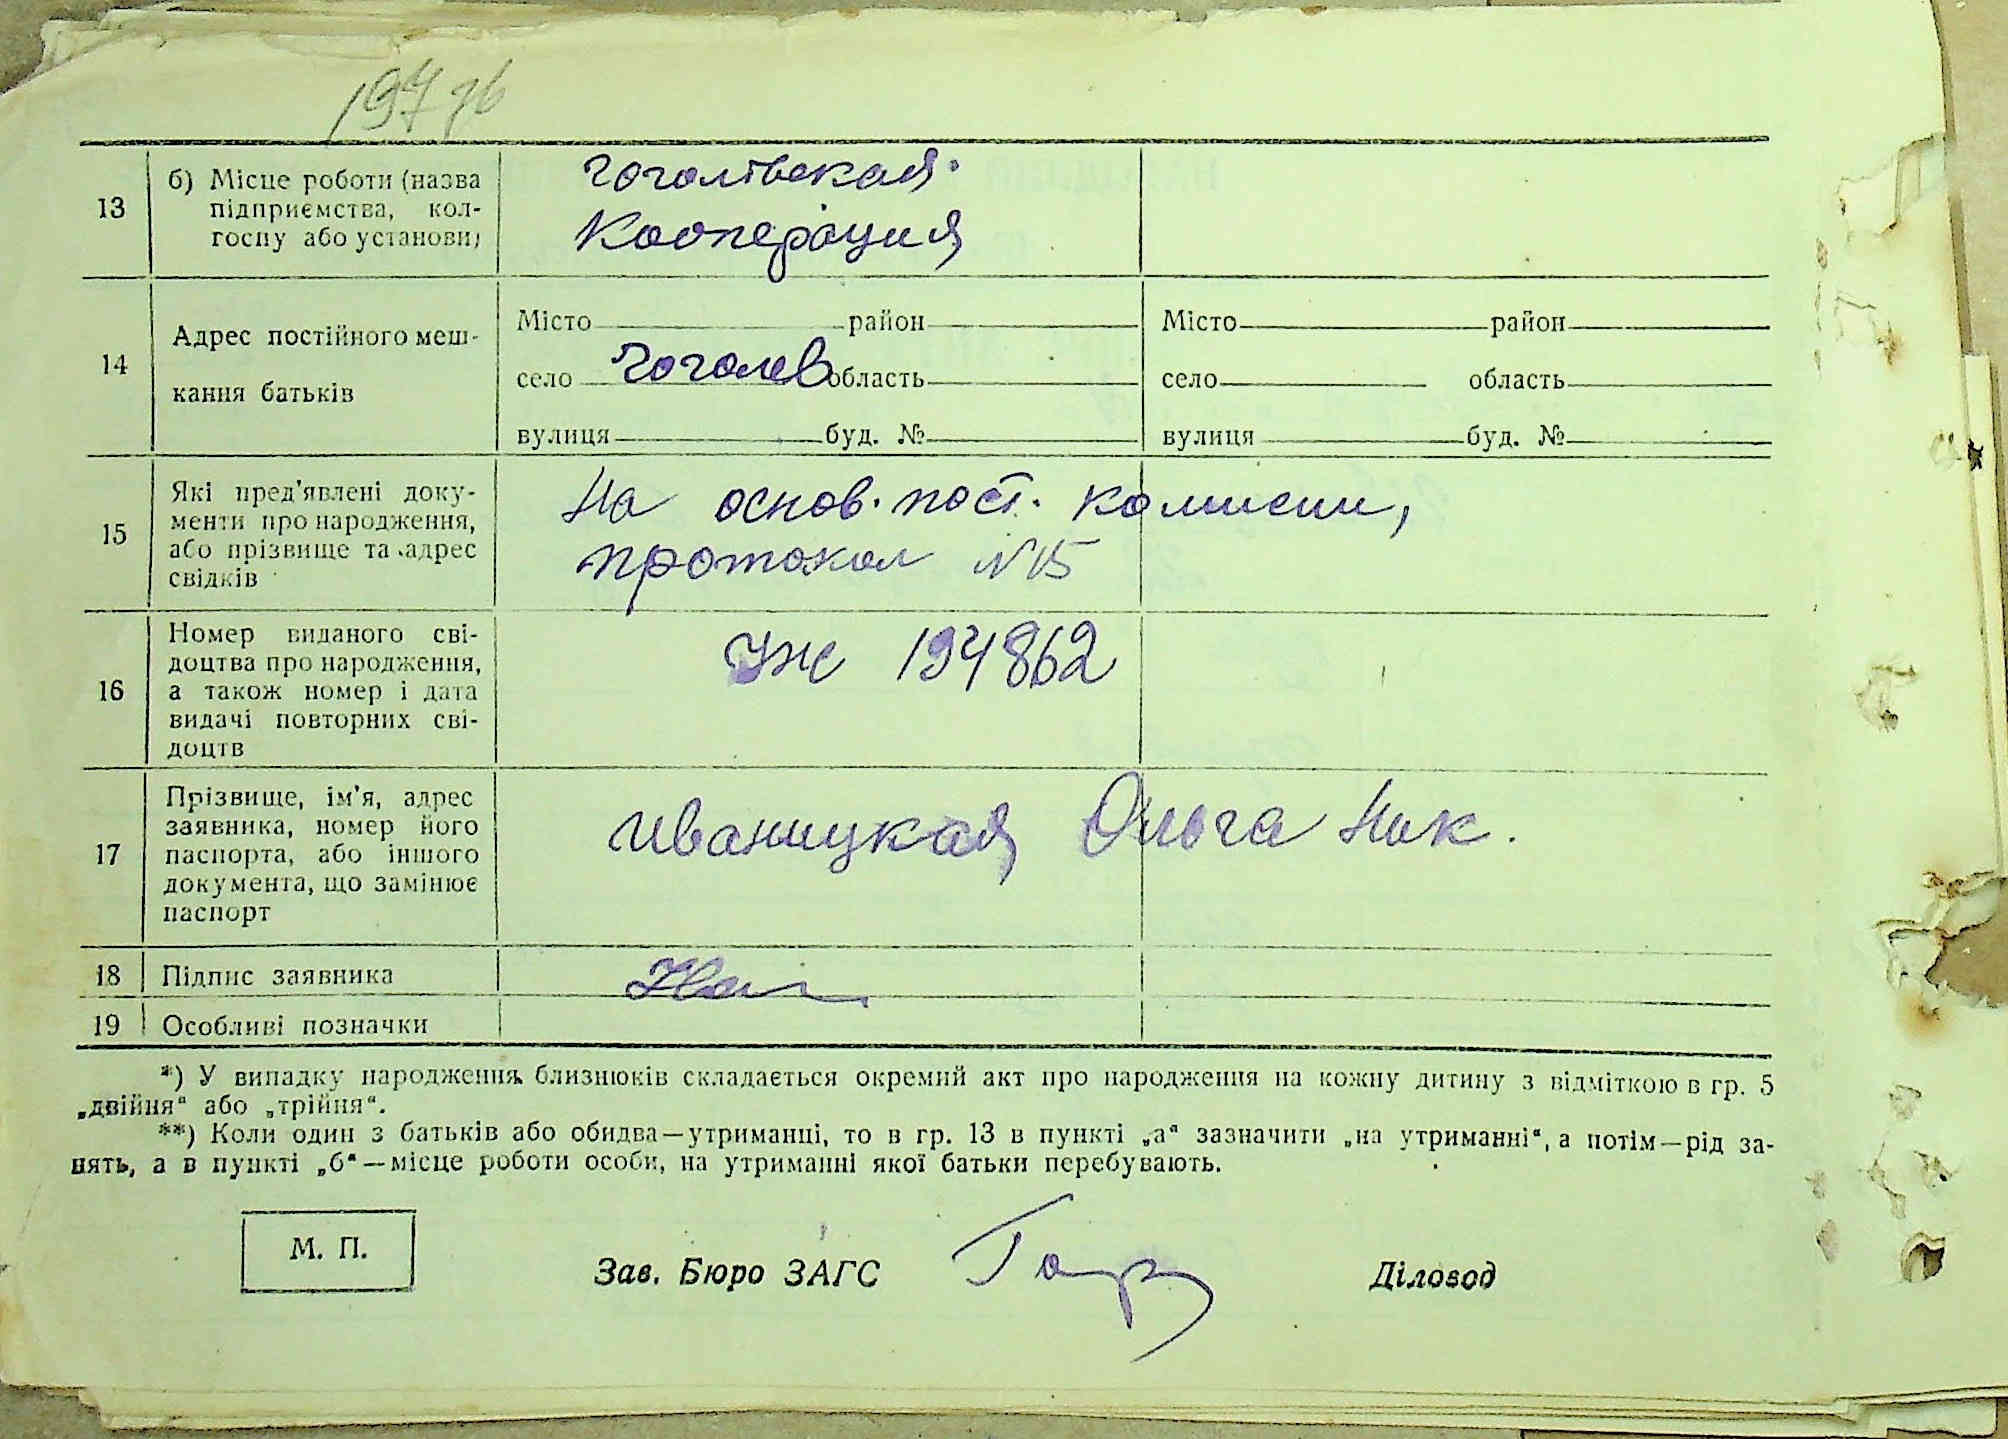 197 зв
13
б) Місце роботи (назва
підприємства, кол-
госпу або установи)
Гоголівская
Кооперация
14
Адрес постійного меш-
кання батьків
Місто район
село Гоголев область
вулиця буд. №
Місто район
село область
вулиця буд. №
15
Які пред'явлені доку-
менти про народження,
або прізвище та адрес
свідків
На основ. пост. комисии,
протокол №15
16
Номер виданого сві-
доцтва про народження,
а також номер і дата
видачі повторних сві-
доцтв
УЖ 194862
17
Прізвище, ім'я, адрес
заявника, номер його
паспорта, або іншого
документа, що замінює
паспорт
Иваницкая Ольга Ник.
18
Підпис заявника
19
Особливі позначки
*) У випадку народження близнюків складається окремий акт про народження на кожну дитину з відміткою в гр. 5
„двійня“ або „трійня“.
**) Коли один з батьків або обидва—утриманці, то в гр. 13 в пункті „а“ зазначити „на утриманні“, а потім—рід за-
нять, а в пункті „б“—місце роботи особи, на утриманні якої батьки перебувають.
М. П.
Зав. Бюро ЗАГС
Діловод